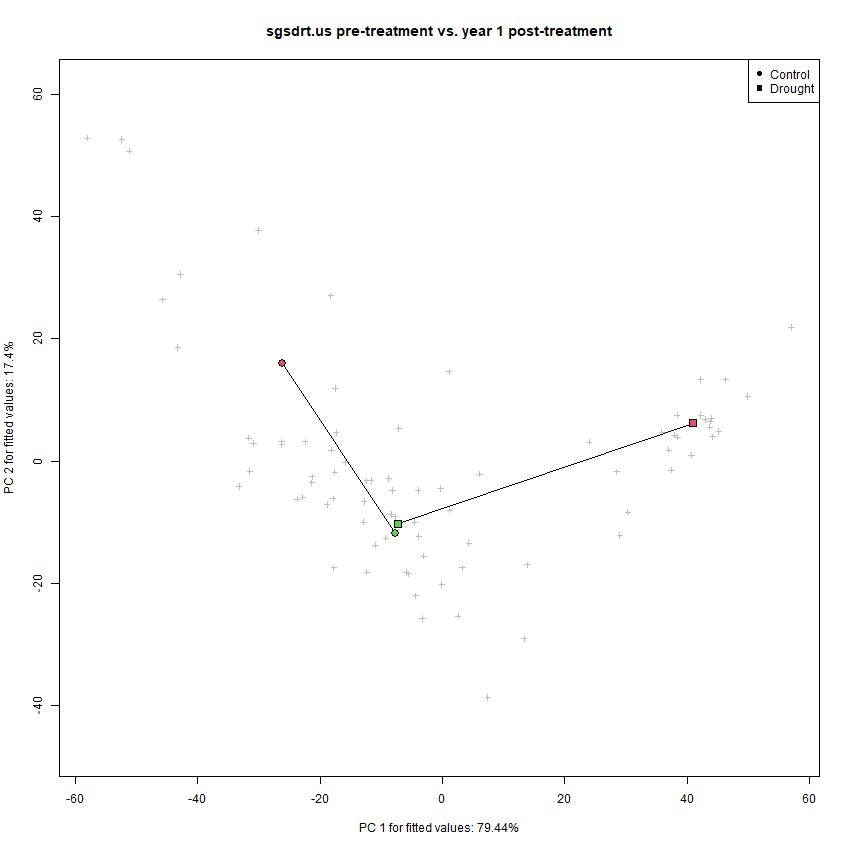 sgsdrt.us pre-treatment vs. year 1 post-treatment
Control
Drought
60
40
20
0
-20
-40
PC 2 for fitted values: 17.4%
-60
-40
-20
0
20
40
60
PC 1 for fitted values: 79.44%